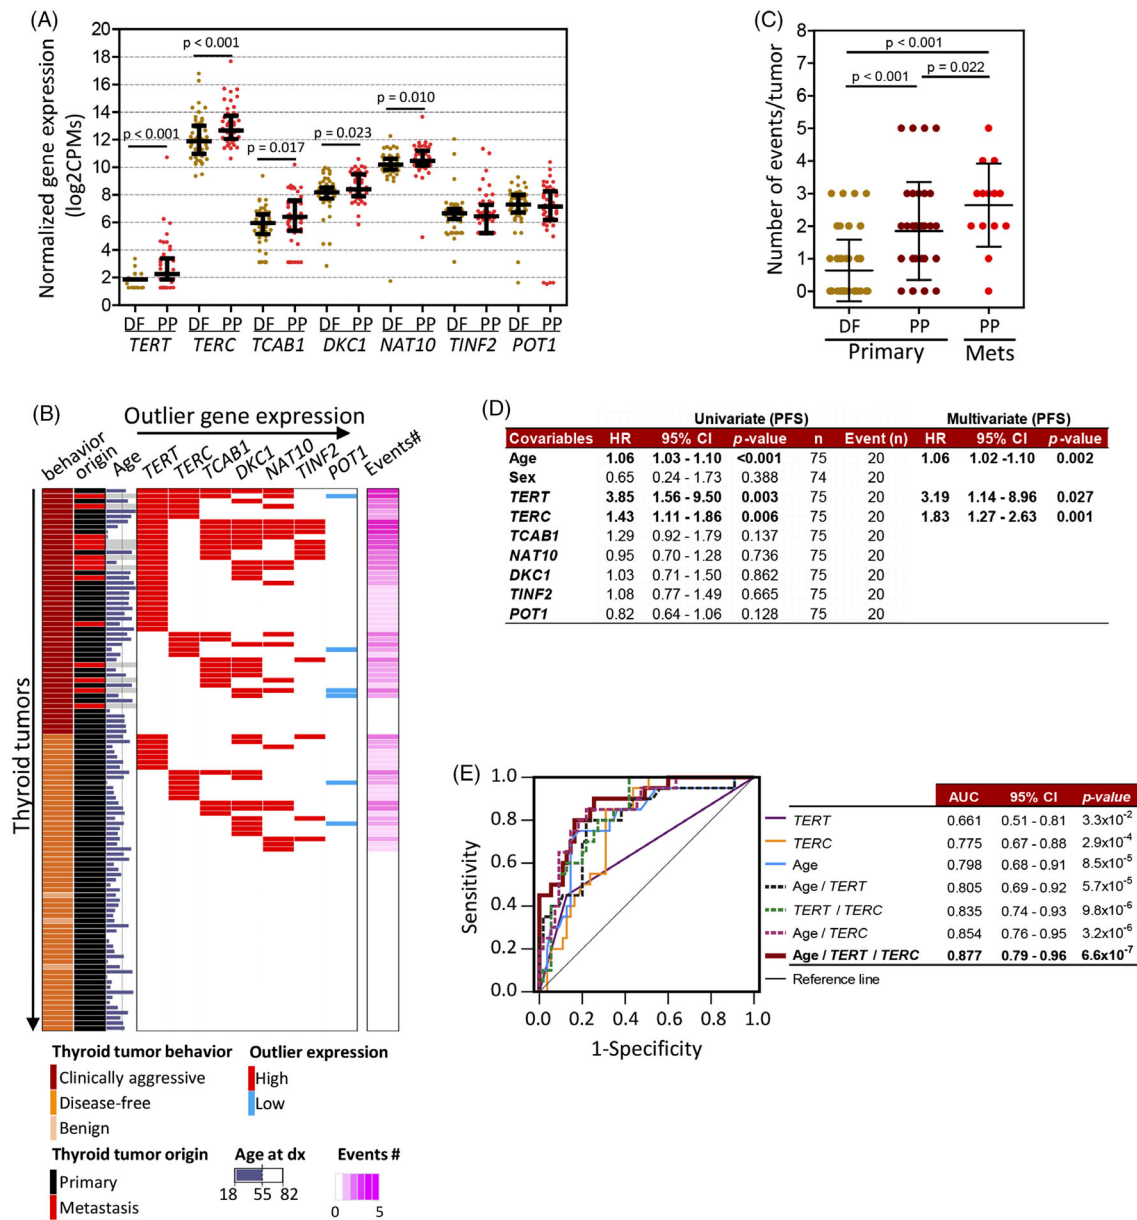 (A)
Normalized gene expression
(log2CPMs)
20
18
16
14
12
10
8
6
4
2
0
p < 0.001
p < 0.001
p = 0.017
p = 0.023
p = 0.010
DF PP DF PP DF PP DF PP DF PP DF PP DF PP
TERT TERC TCAB1 DKC1 NAT10 TINF2 POT1
(C)
Number of events/tumor
8
7
6
5
4
3
2
1
0
p < 0.001
p < 0.001 p = 0.022
DF PP PP
Primary Mets
(B)
Outlier gene expression
behavior origin Age TERT TERC TCAB1 DKC1 NAT10 TINF2 POT1 Events#
Thyroid tumors
Thyroid tumor behavior
Clinically aggressive
Disease-free
Benign
Outlier expression
High
Low
Thyroid tumor origin
Primary
Metastasis
Age at dx
18 55 82
Events #
0 5
(D)
Univariate (PFS) Multivariate (PFS)
Covariables HR 95% CI p-value n Event (n) HR 95% CI p-value
Age 1.06 1.03 - 1.10 <0.001 75 20 1.06 1.02 -1.10 0.002
Sex 0.65 0.24 - 1.73 0.388 74 20
TERT 3.85 1.56 - 9.50 0.003 75 20 3.19 1.14 - 8.96 0.027
TERC 1.43 1.11 - 1.86 0.006 75 20 1.83 1.27 - 2.63 0.001
TCAB1 1.29 0.92 - 1.79 0.137 75 20
NAT10 0.95 0.70 - 1.28 0.736 75 20
DKC1 1.03 0.71 - 1.50 0.862 75 20
TINF2 1.08 0.77 - 1.49 0.665 75 20
POT1 0.82 0.64 - 1.06 0.128 75 20
(E)
Sensitivity
1.0
0.8
0.6
0.4
0.2
0.0
0.0 0.2 0.4 0.6 0.8 1.0
1-Specificity
AUC 95% CI p-value
TERT 0.661 0.51 - 0.81 3.3x10-2
TERC 0.775 0.67 - 0.88 2.9x10-4
Age 0.798 0.68 - 0.91 8.5x10-5
Age / TERT 0.805 0.69 - 0.92 5.7x10-5
TERT / TERC 0.835 0.74 - 0.93 9.8x10-6
Age / TERC 0.854 0.76 - 0.95 3.2x10-6
Age / TERT / TERC 0.877 0.79 - 0.96 6.6x10-7
Reference line